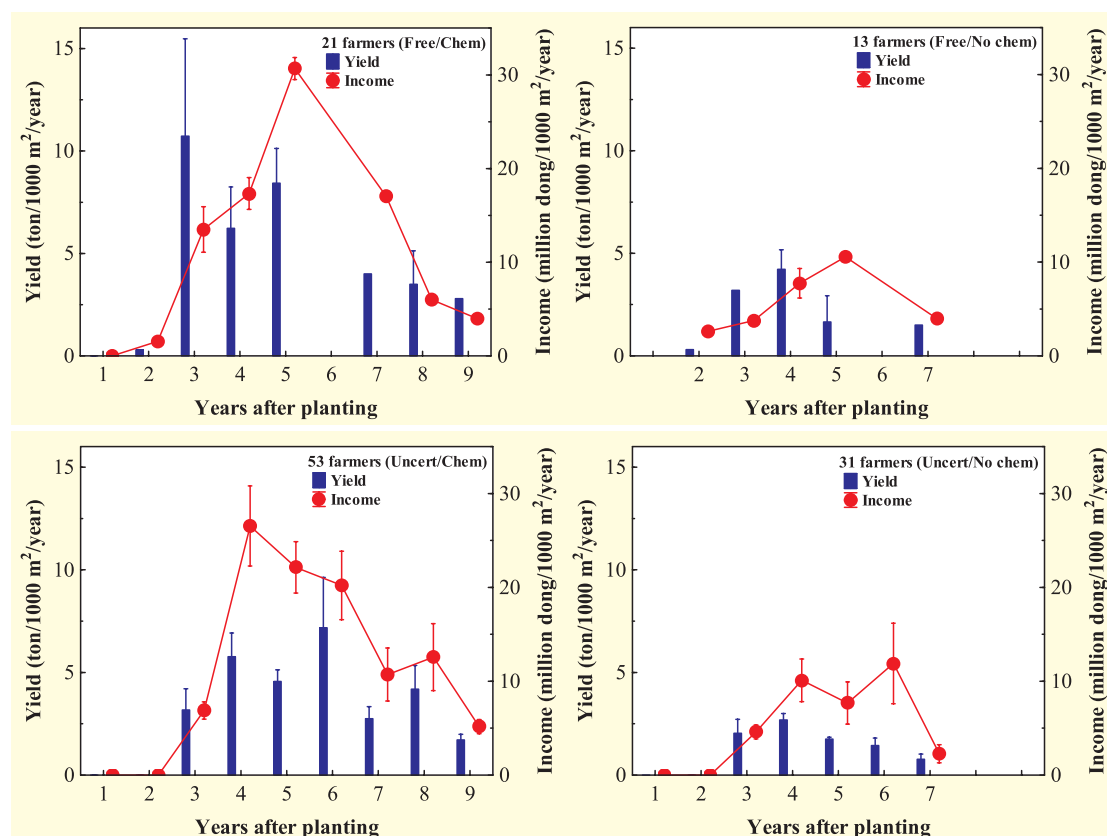 21 farmers (Free/Chem)
Yield
Income
Yield (ton/1000 m²/year)
15
10
5
0
30
20
10
0
Income (million dong/1000 m²/year)
1 2 3 4 5 6 7 8 9
Years after planting
13 farmers (Free/No chem)
Yield
Income
Yield (ton/1000 m²/year)
15
10
5
0
30
20
10
0
Income (million dong/1000 m²/year)
2 3 4 5 6 7
Years after planting
53 farmers (Uncert/Chem)
Yield
Income
Yield (ton/1000 m²/year)
15
10
5
0
30
20
10
0
Income (million dong/1000 m²/year)
1 2 3 4 5 6 7 8 9
Years after planting
31 farmers (Uncert/No chem)
Yield
Income
Yield (ton/1000 m²/year)
15
10
5
0
30
20
10
0
Income (million dong/1000 m²/year)
1 2 3 4 5 6 7
Years after planting